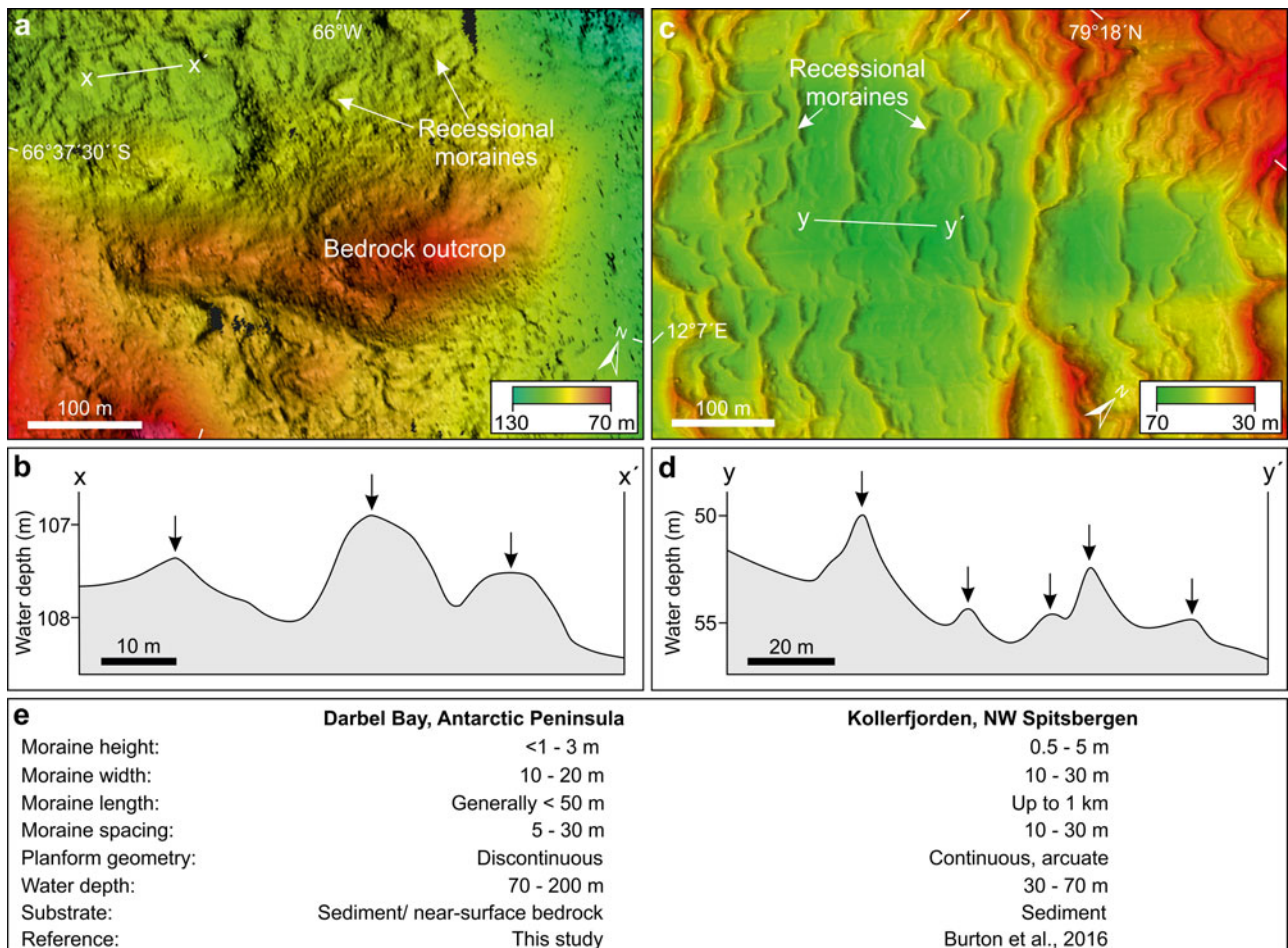 a
66°W
x x´
Recessional
moraines
66°37´30´´S
Bedrock outcrop
N
100 m
130 70 m
c
79°18´N
Recessional
moraines
y y´
12°7´E
N
100 m
70 30 m
b
x x´
Water depth (m)
107
108
10 m
d
y y´
Water depth (m)
50
55
20 m
e
Darbel Bay, Antarctic Peninsula Kollerfjorden, NW Spitsbergen
Moraine height: <1 - 3 m 0.5 - 5 m
Moraine width: 10 - 20 m 10 - 30 m
Moraine length: Generally < 50 m Up to 1 km
Moraine spacing: 5 - 30 m 10 - 30 m
Planform geometry: Discontinuous Continuous, arcuate
Water depth: 70 - 200 m 30 - 70 m
Substrate: Sediment/ near-surface bedrock Sediment
Reference: This study Burton et al., 2016